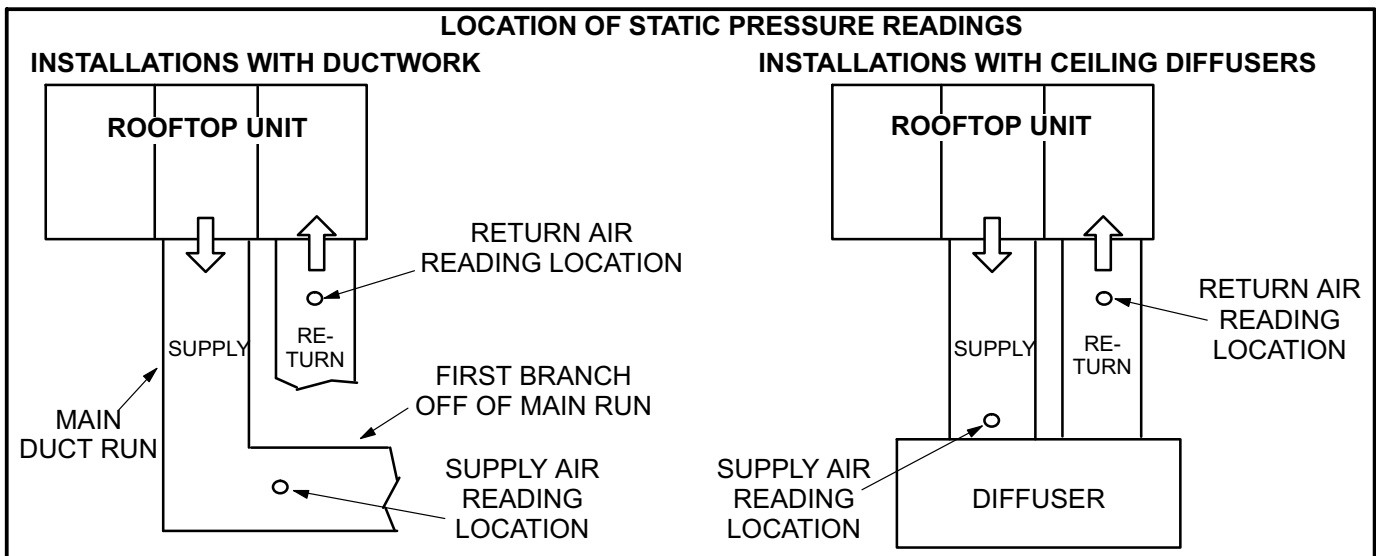 LOCATION OF STATIC PRESSURE READINGS
INSTALLATIONS WITH DUCTWORK
ROOFTOP UNIT
RETURN AIR
READING LOCATION
SUPPLY
RE-
TURN
MAIN
DUCT RUN
FIRST BRANCH
OFF OF MAIN RUN
SUPPLY AIR
READING
LOCATION
INSTALLATIONS WITH CEILING DIFFUSERS
ROOFTOP UNIT
RETURN AIR
READING
LOCATION
SUPPLY
RE-
TURN
SUPPLY AIR
READING
LOCATION
DIFFUSER